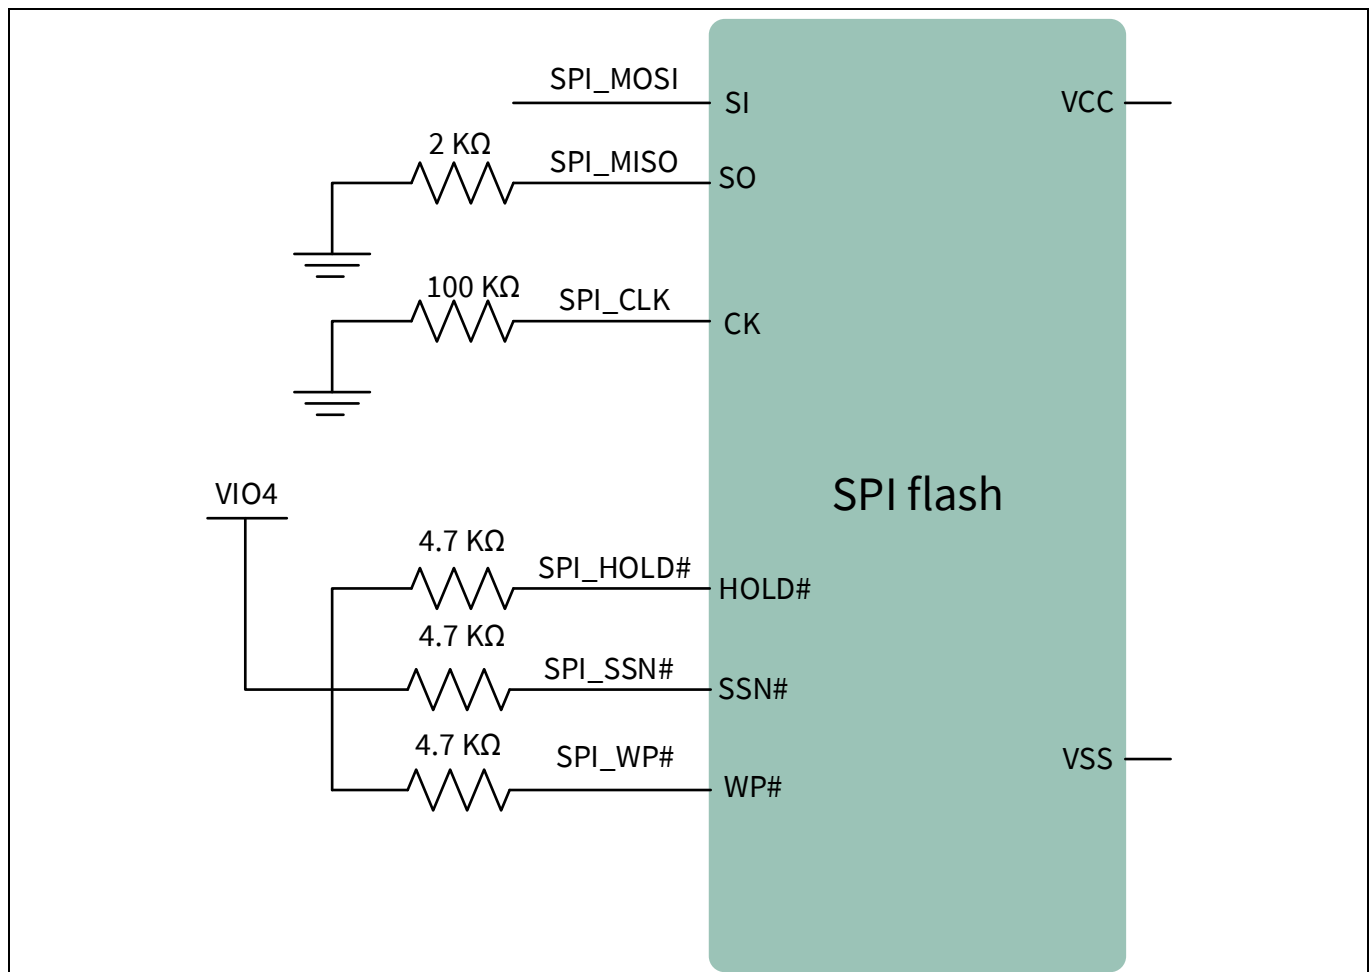 SPI_MOSI
SI
VCC
2 KΩ
SPI_MISO
SO
100 KΩ
SPI_CLK
CK
VIO4
SPI flash
4.7 KΩ
SPI_HOLD#
HOLD#
4.7 KΩ
SPI_SSN#
SSN#
4.7 KΩ
SPI_WP#
WP#
VSS